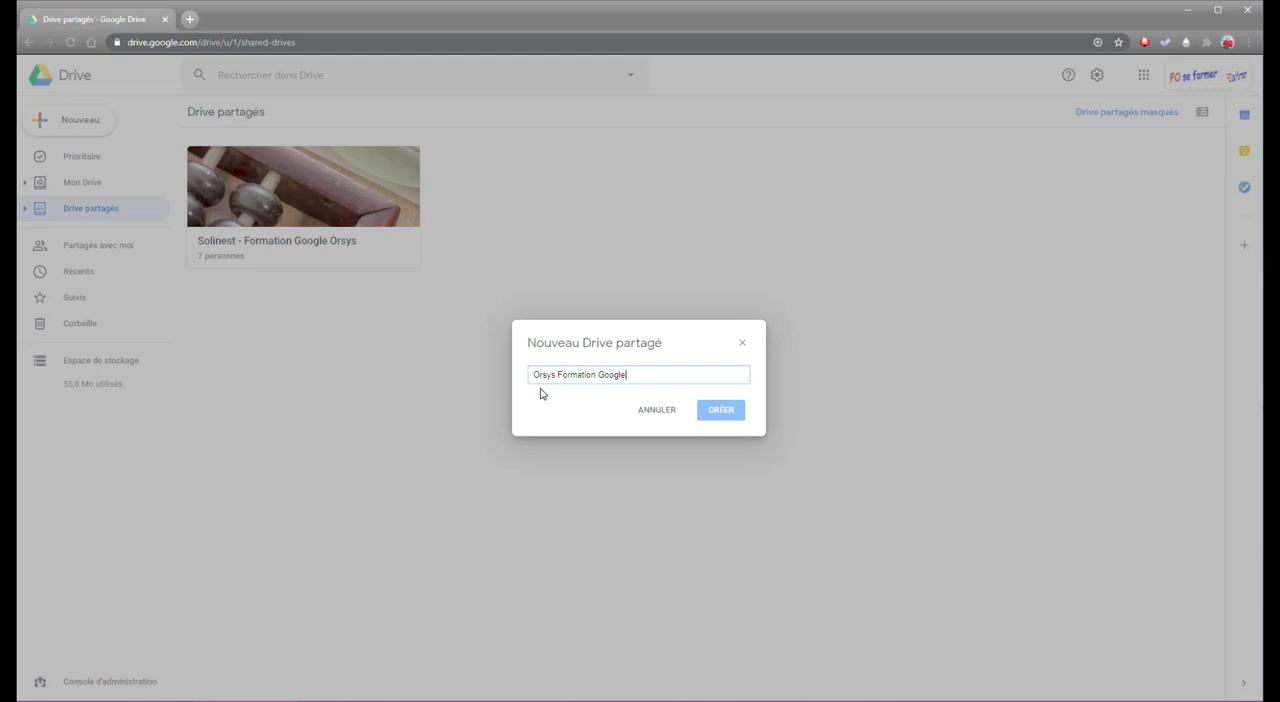 Drive partagés - Google Drive
drive.google.com/drive/u/1/shared-drives
Drive
Rechercher dans Drive
FO se former
Nouveau
Drive partagés
Drive partagés masqués
Prioritaire
Mon Drive
Drive partagés
Partagés avec moi
Récents
Suivis
Corbeille
Espace de stockage
55,8 Mo utilisés
Solinest - Formation Google Orsys
7 personnes
Nouveau Drive partagé
Orsys Formation Google
ANNULER
CRÉER
Console d'administration